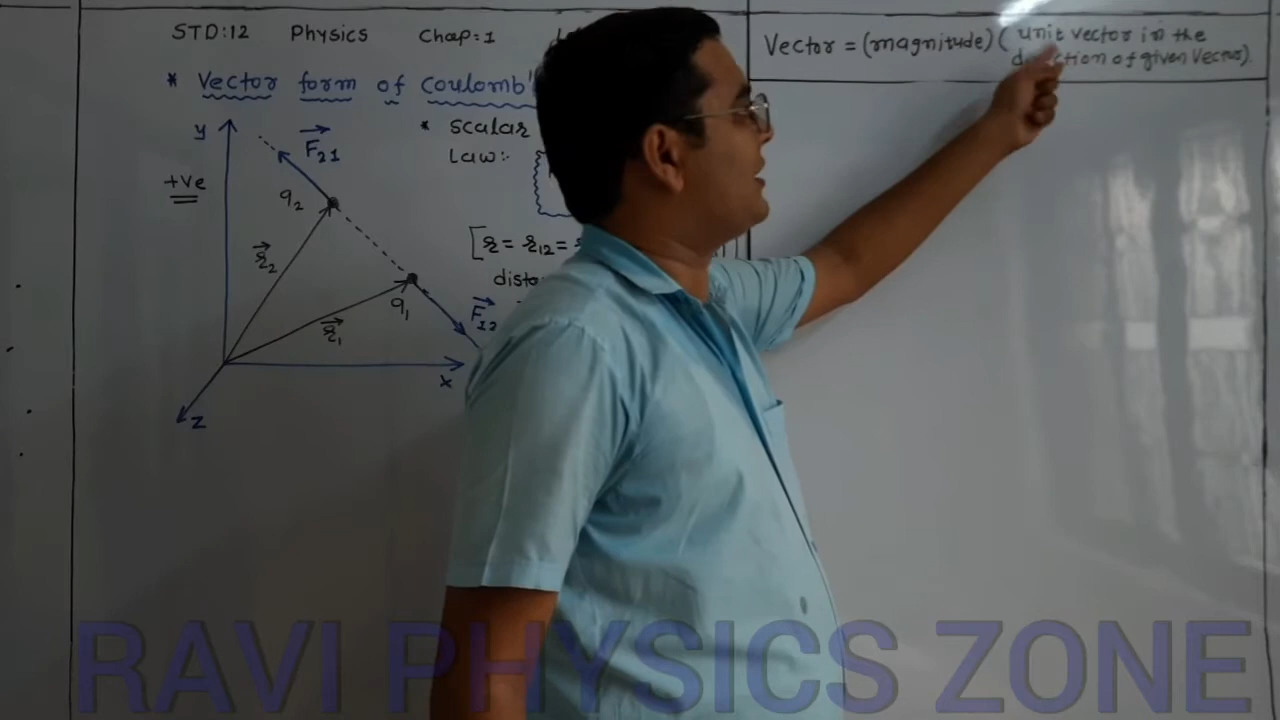 STD:12 Physics Chap:1
* Vector form of Coulomb's
Vector = (magnitude) (unit vector in the
direction of given vector).
y
F₂₁
* Scalar
Law:-
+Ve
q₂
r₂
[r = r₁₂ =
q₁
r₁
F₁₂
x
z
RAVI PHYSICS ZONE